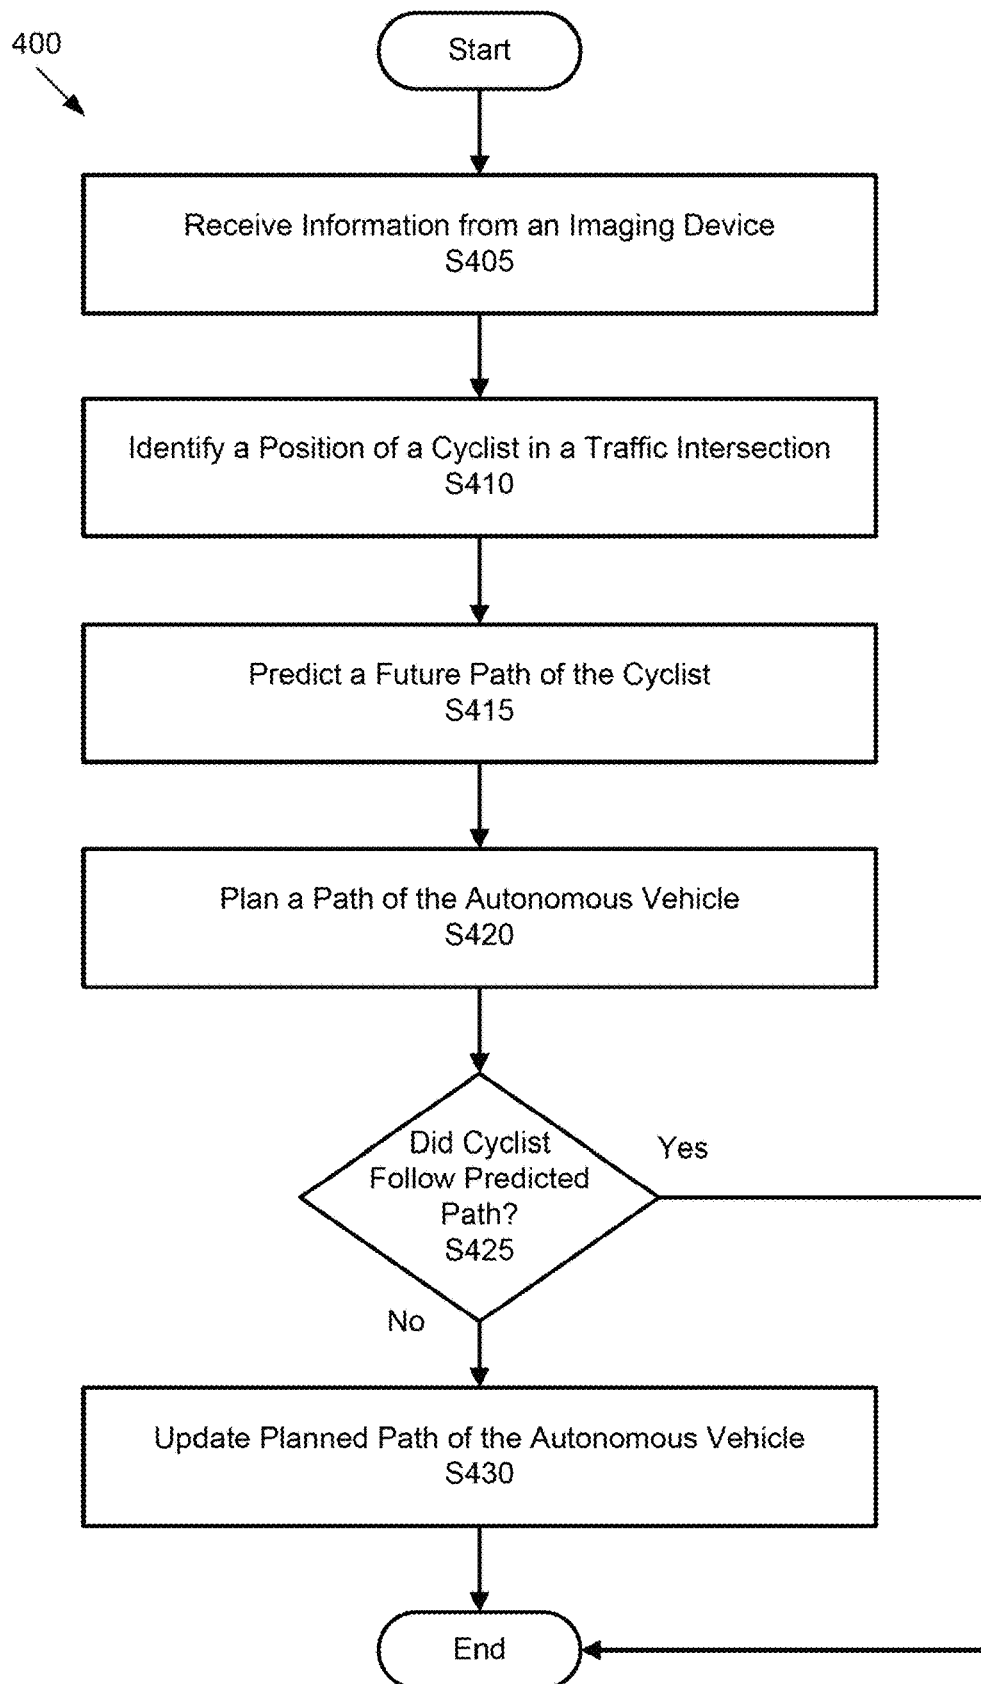 400
Start
Receive Information from an Imaging Device
S405
Identify a Position of a Cyclist in a Traffic Intersection
S410
Predict a Future Path of the Cyclist
S415
Plan a Path of the Autonomous Vehicle
S420
Did Cyclist
Follow Predicted
Path?
S425
Yes
No
Update Planned Path of the Autonomous Vehicle
S430
End